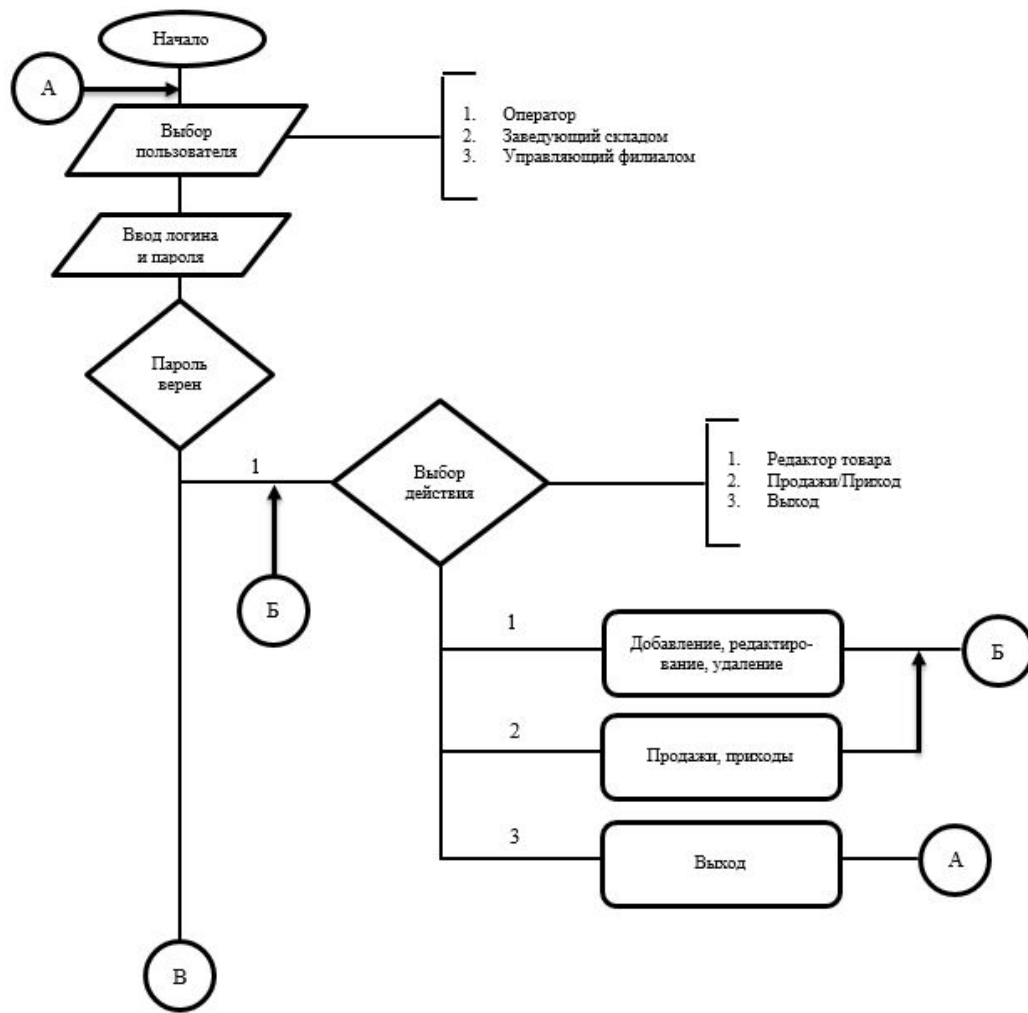 Начало
А
Выбор
пользователя
1. Оператор
2. Заведующий складом
3. Управляющий филиалом
Ввод логина
и пароля
Пароль
верен
1
Выбор
действия
1. Редактор товара
2. Продажи/Приход
3. Выход
Б
1
Добавление, редактиро-
вание, удаление
Б
2
Продажи, приходы
3
Выход
А
В